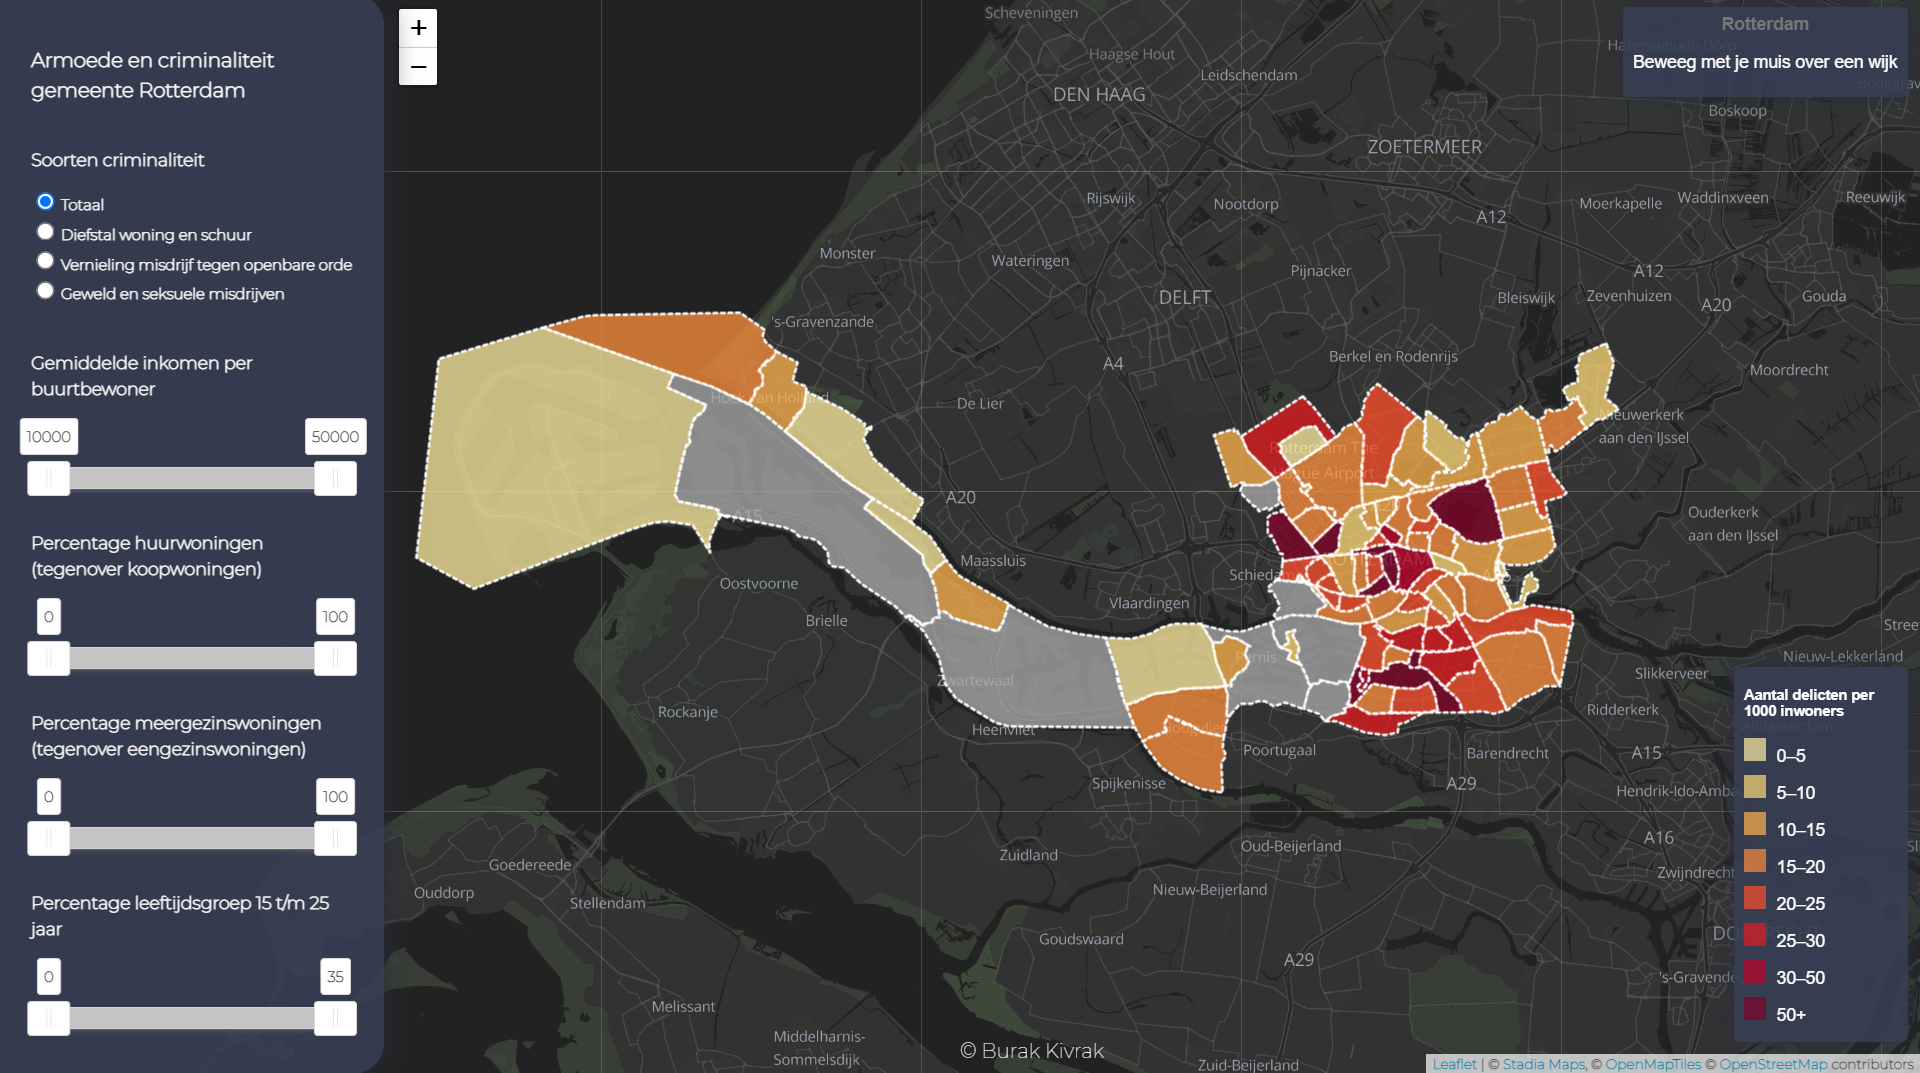 Armoede en criminaliteit
gemeente Rotterdam
Soorten criminaliteit
Totaal
Diefstal woning en schuur
Vernieling misdrijf tegen openbare orde
Geweld en seksuele misdrijven
Gemiddelde inkomen per
buurtbewoner
10000
50000
Percentage huurwoningen
(tegenover koopwoningen)
0
100
Percentage meergezinswoningen
(tegenover eengezinswoningen)
0
100
Percentage leeftijdsgroep 15 t/m 25
jaar
0
35
+
−
Rotterdam
Beweeg met je muis over een wijk
Scheveningen
Haagse Hout
Leidschendam
DEN HAAG
Boskoop
ZOETERMEER
Rijswijk
Nootdorp
A12
Moerkapelle
Waddinxveen
Reeuwijk
Monster
Wateringen
Pijnacker
A12
DELFT
Bleiswijk
Zevenhuizen
A20
Gouda
's-Gravenzande
Berkel en Rodenrijs
A4
Moordrecht
Hoek van Holland
De Lier
Nieuwerkerk
aan den IJssel
Rotterdam The
Hague Airport
A20
A15
Ouderkerk
aan den IJssel
Maassluis
ROTTERDAM
Schiedam
Oostvoorne
Vlaardingen
Brielle
Pernis
Nieuw-Lekkerland
Zwartewaal
Slikkerveer
Rockanje
Ridderkerk
Heenvliet
Hoogvliet
Poortugaal
Barendrecht
A15
Spijkenisse
A29
Hendrik-Ido-Amba
A16
Zuidland
Oud-Beijerland
Goedereede
Zwijndrecht
Ouddorp
Stellendam
Nieuw-Beijerland
Goudswaard
A29
's-Gravende
Melissant
Middelharnis-
Sommelsdijk
Zuid-Beijerland
Aantal delicten per
1000 inwoners
0–5
5–10
10–15
15–20
20–25
25–30
30–50
50+
© Burak Kivrak
Leaflet | © Stadia Maps, © OpenMapTiles © OpenStreetMap contributors